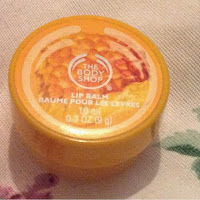 THE
BODY
SHOP
LIP BALM
BAUME POUR LES LÈVRES
10 ml
0.3 OZ (9 g)